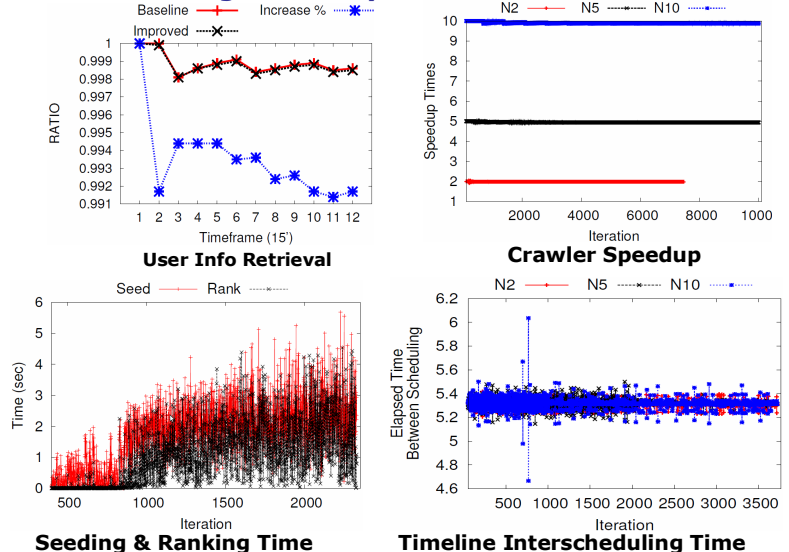 Baseline Increase %
Improved
RATIO
1
0.999
0.998
0.997
0.996
0.995
0.994
0.993
0.992
0.991
1 2 3 4 5 6 7 8 9 10 11 12
Timeframe (15')
User Info Retrieval
N2 N5 N10
Speedup Times
10
9
8
7
6
5
4
3
2
1
2000 4000 6000 8000 1000
Iteration
Crawler Speedup
Seed Rank
Time (sec)
6
5
4
3
2
1
0
500 1000 1500 2000
Iteration
Seeding & Ranking Time
N2 N5 N10
Elapsed Time
Between Scheduling
6.2
6
5.8
5.6
5.4
5.2
5
4.8
4.6
500 1000 1500 2000 2500 3000 3500
Iteration
Timeline Interscheduling Time